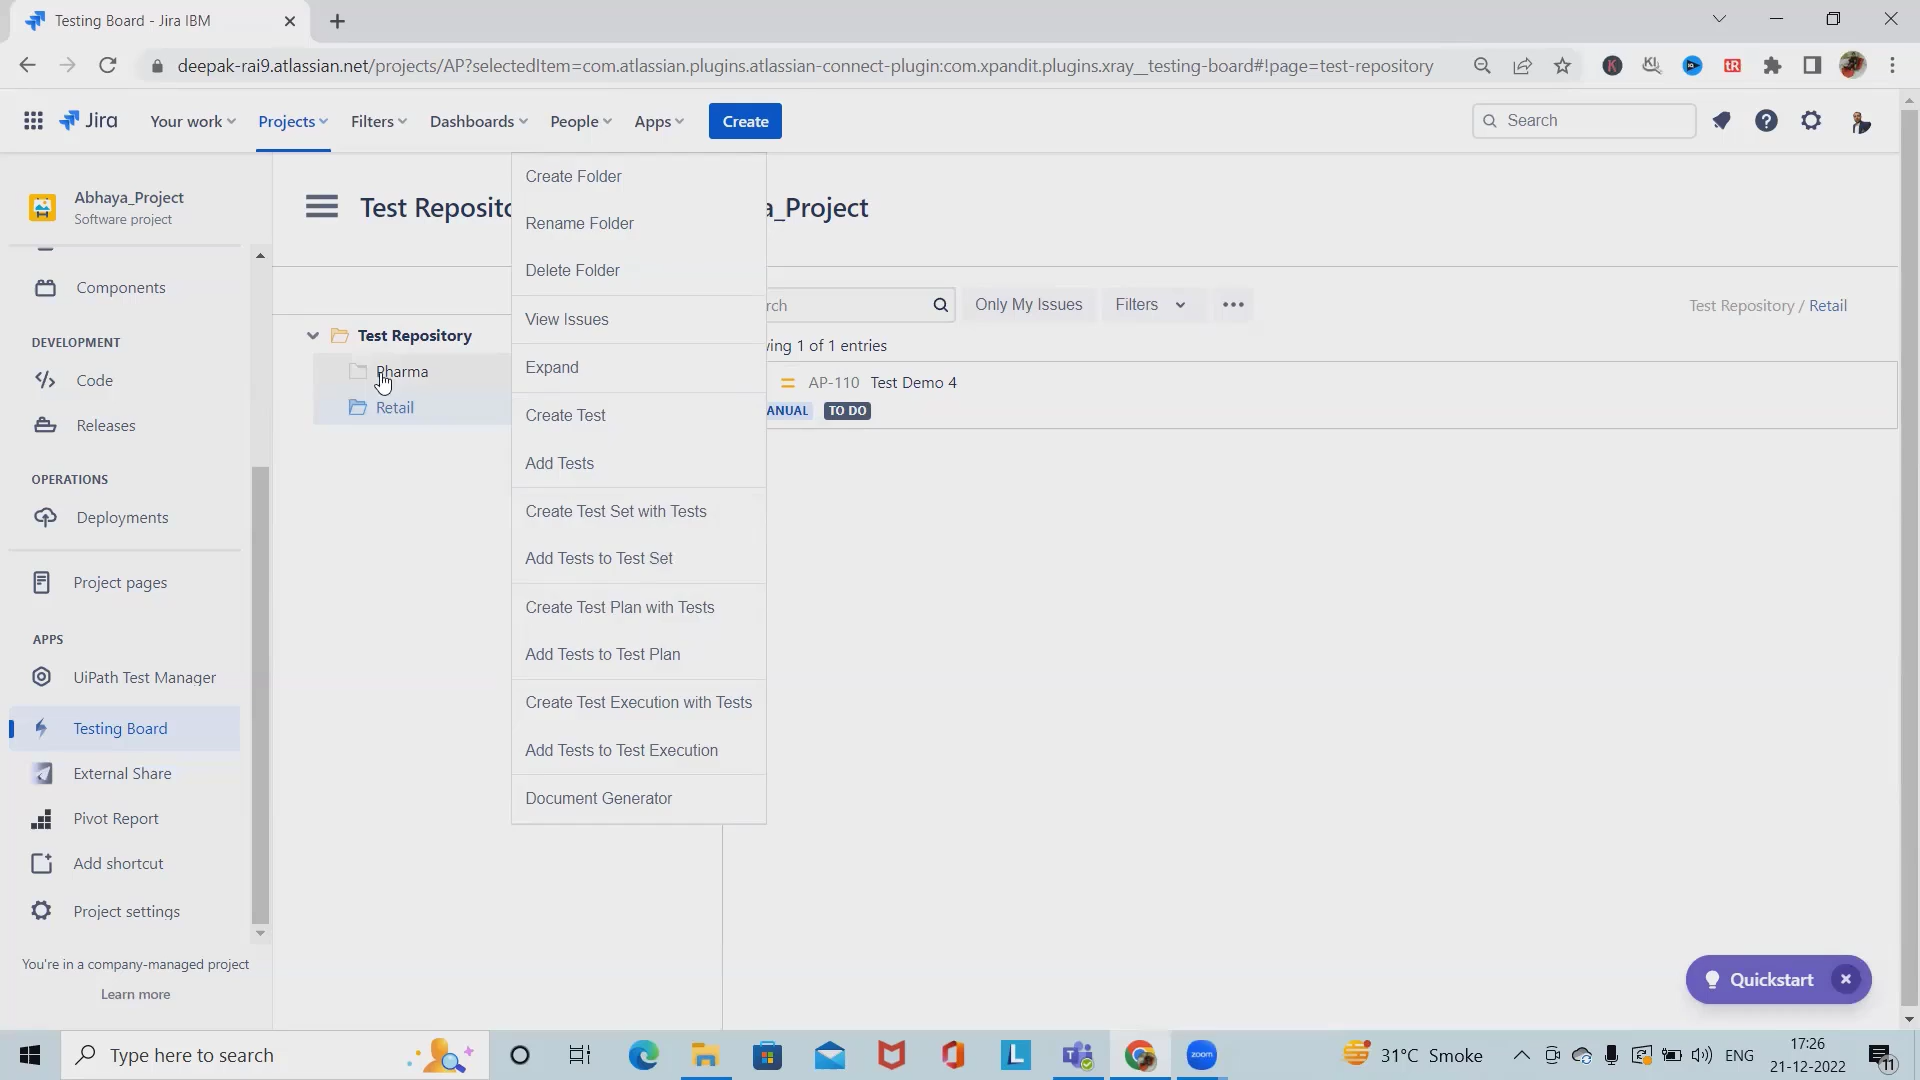 Testing Board - Jira IBM
deepak-rai9.atlassian.net/projects/AP?selectedItem=com.atlassian.plugins.atlassian-connect-plugin:com.xpandit.plugins.xray__testing-board#!page=test-repository
Jira
Your work
Projects
Filters
Dashboards
People
Apps
Create
Search
Abhaya_Project
Software project
Components
DEVELOPMENT
Code
Releases
OPERATIONS
Deployments
Project pages
APPS
UiPath Test Manager
Testing Board
External Share
Pivot Report
Add shortcut
Project settings
You're in a company-managed project
Learn more
Test Reposito
a_Project
Test Repository
Pharma
Retail
Create Folder
Rename Folder
Delete Folder
View Issues
Expand
Create Test
Add Tests
Create Test Set with Tests
Add Tests to Test Set
Create Test Plan with Tests
Add Tests to Test Plan
Create Test Execution with Tests
Add Tests to Test Execution
Document Generator
rch
Only My Issues
Filters
Test Repository / Retail
ing 1 of 1 entries
AP-110 Test Demo 4
ANUAL TO DO
Quickstart
Type here to search
zoom
31°C Smoke
ENG
17:26
21-12-2022
11